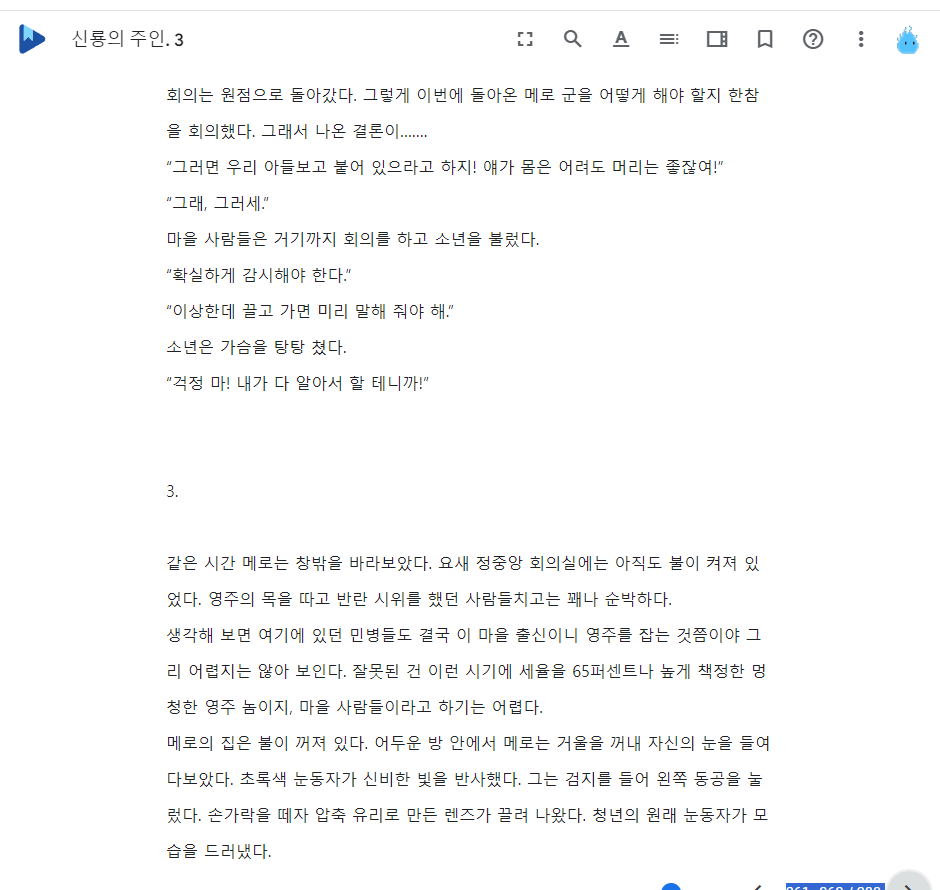 신룡의 주인. 3
회의는 원점으로 돌아갔다. 그렇게 이번에 돌아온 메로 군을 어떻게 해야 할지 한참
을 회의했다. 그래서 나온 결론이…….
“그러면 우리 아들보고 붙어 있으라고 하지! 얘가 몸은 어려도 머리는 좋잖여!”
“그래, 그러세.”
마을 사람들은 거기까지 회의를 하고 소년을 불렀다.
“확실하게 감시해야 한다.”
“이상한데 끌고 가면 미리 말해 줘야 해.”
소년은 가슴을 탕탕 쳤다.
“걱정 마! 내가 다 알아서 할 테니까!”
3.
같은 시간 메로는 창밖을 바라보았다. 요새 정중앙 회의실에는 아직도 불이 켜져 있
었다. 영주의 목을 따고 반란 시위를 했던 사람들치고는 꽤나 순박하다.
생각해 보면 여기에 있던 민병들도 결국 이 마을 출신이니 영주를 잡는 것쯤이야 그
리 어렵지는 않아 보인다. 잘못된 건 이런 시기에 세율을 65퍼센트나 높게 책정한 멍
청한 영주 놈이지, 마을 사람들이라고 하기는 어렵다.
메로의 집은 불이 꺼져 있다. 어두운 방 안에서 메로는 거울을 꺼내 자신의 눈을 들여
다보았다. 초록색 눈동자가 신비한 빛을 반사했다. 그는 검지를 들어 왼쪽 동공을 눌
렀다. 손가락을 떼자 압축 유리로 만든 렌즈가 끌려 나왔다. 청년의 원래 눈동자가 모
습을 드러냈다.